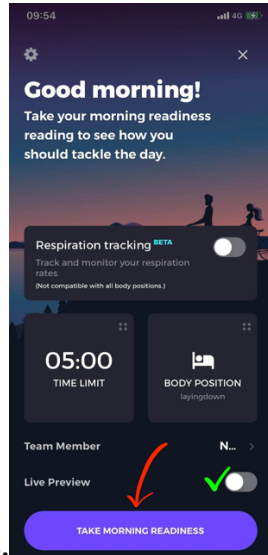 09:54
4G
Good morning!
Take your morning readiness
reading to see how you
should tackle the day.
Respiration tracking BETA
Track and monitor your respiration
rates.
(Not compatible with all body positions.)
05:00
TIME LIMIT
BODY POSITION
layingdown
Team Member N...
Live Preview
TAKE MORNING READINESS